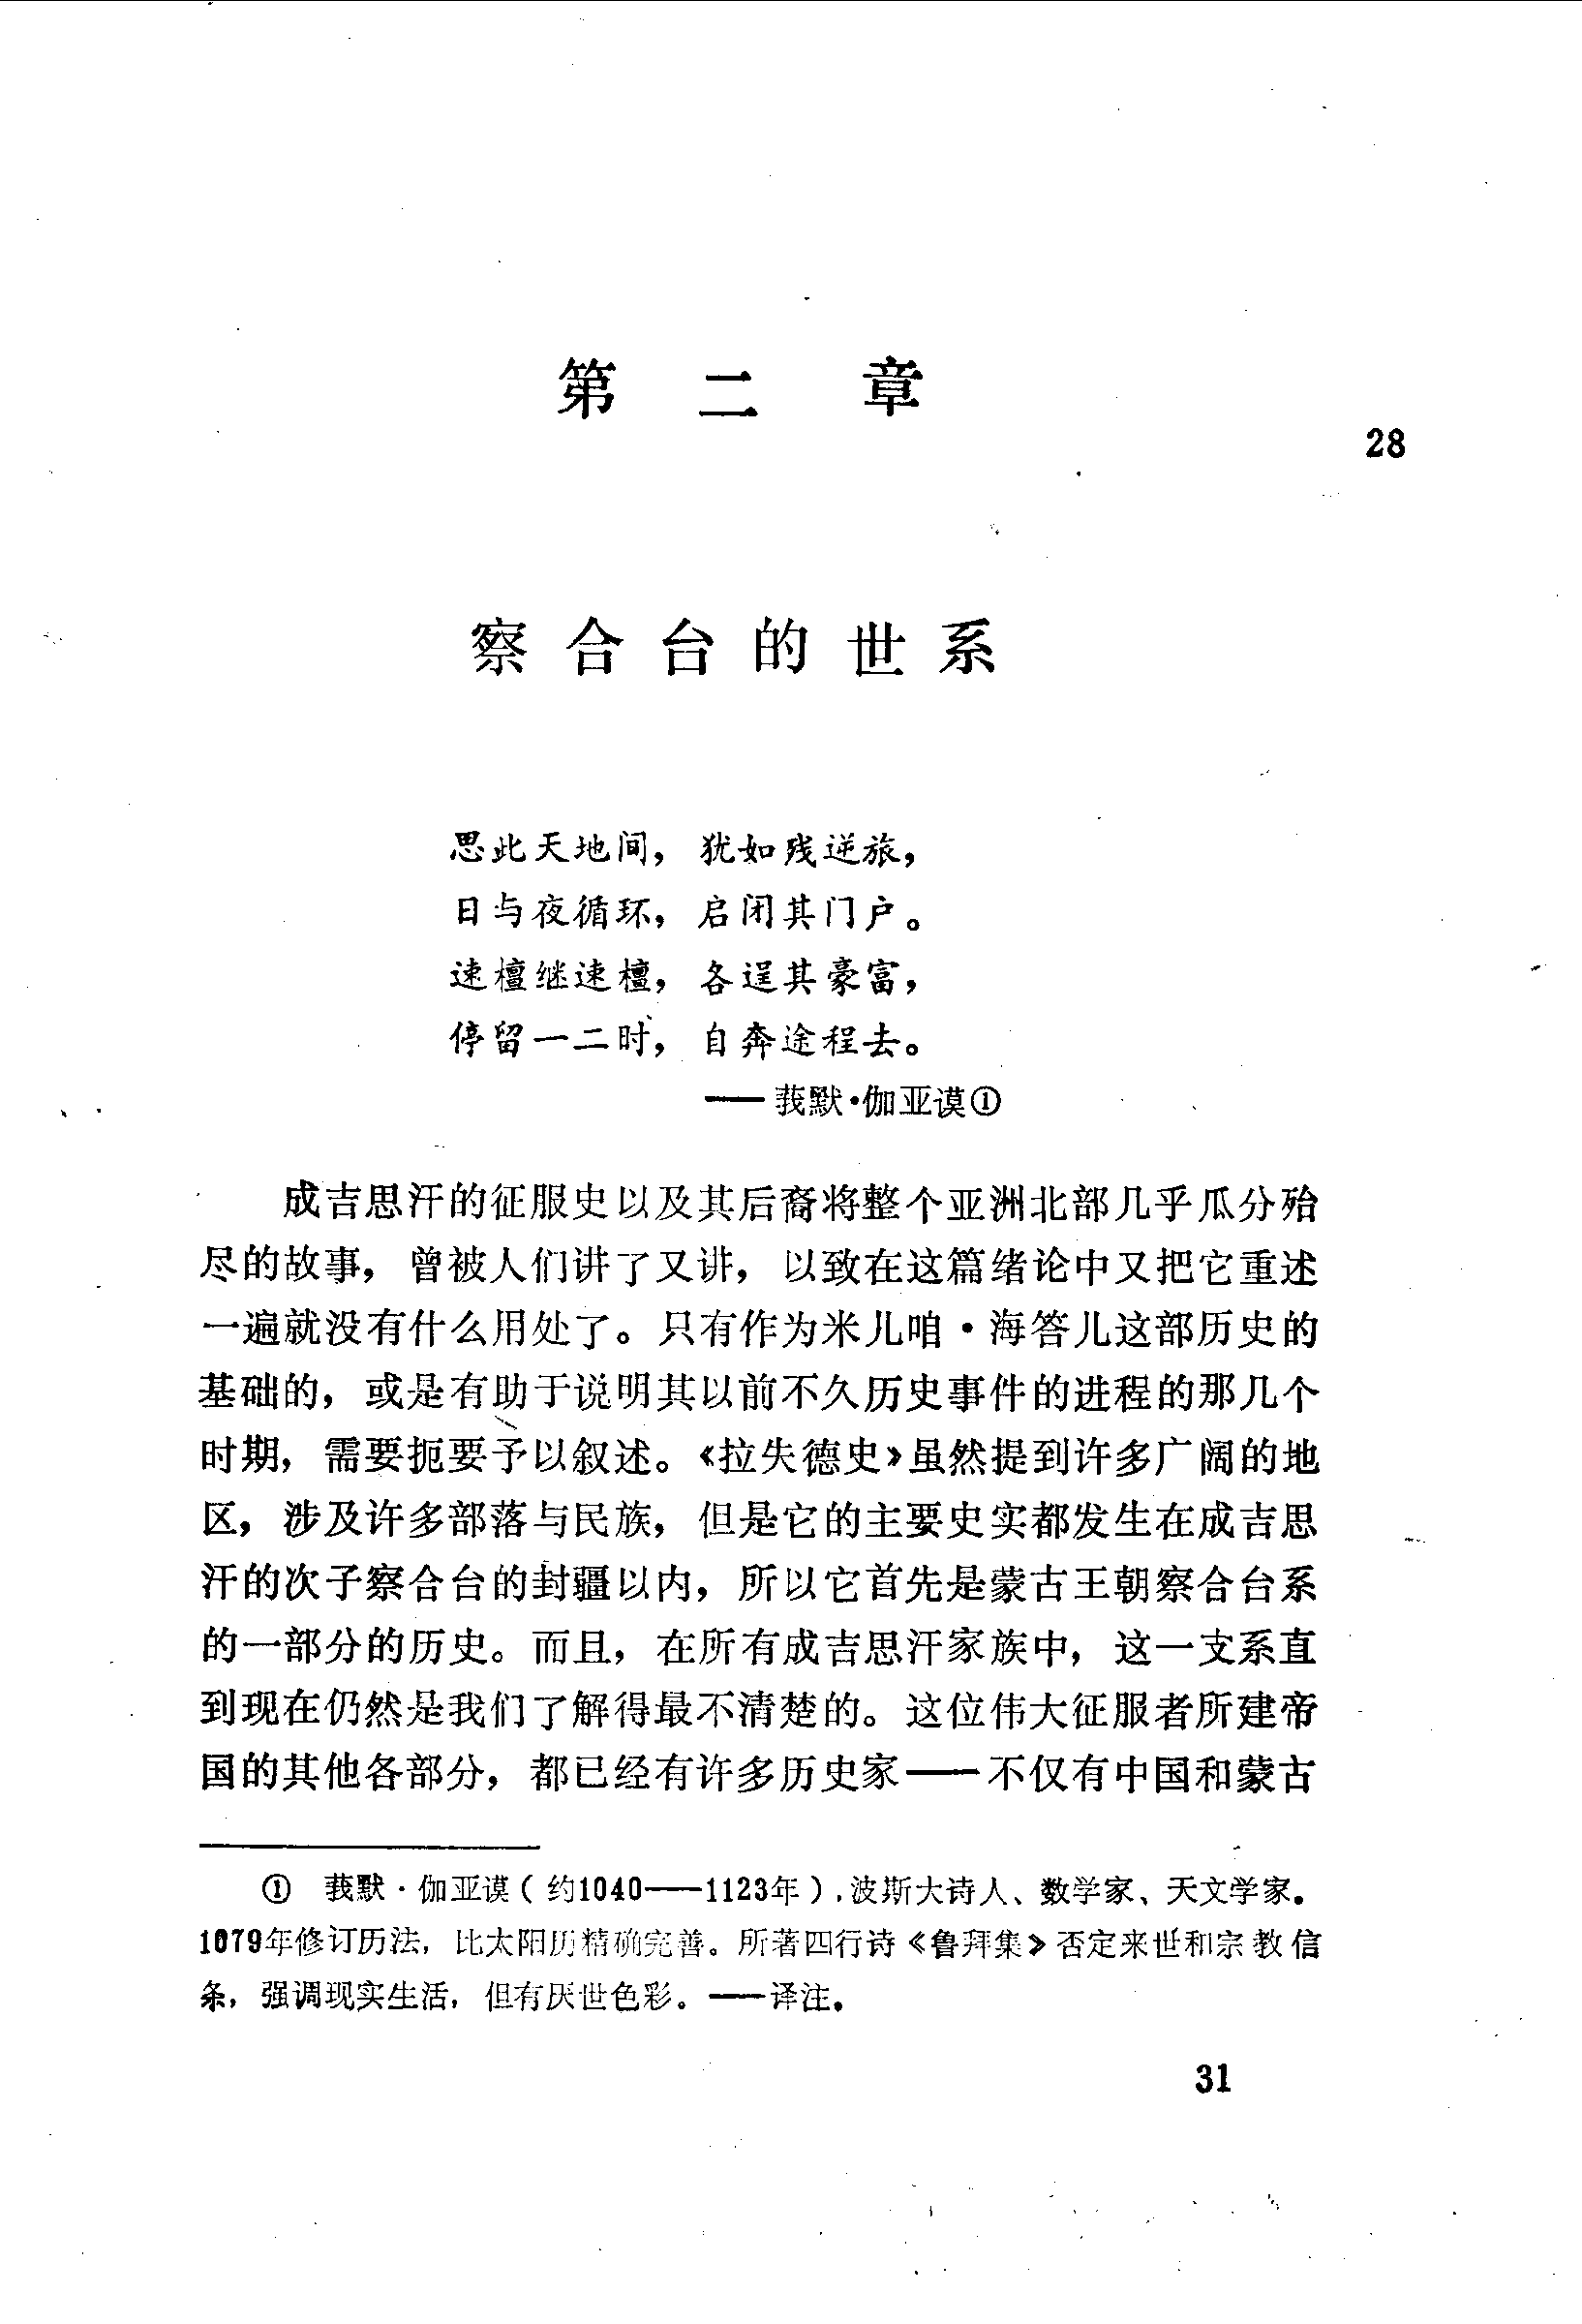 第二章
28
察合台的世系
思此天地间，犹如残逆旅，
日与夜循环，启闭其门户。
速檀继速檀，各逞其豪富，
停留一二时，自奔途程去。
——莪默·伽亚谟①
成吉思汗的征服史以及其后裔将整个亚洲北部几乎瓜分殆
尽的故事，曾被人们讲了又讲，以致在这篇绪论中又把它重述
一遍就没有什么用处了。只有作为米儿咱·海答儿这部历史的
基础的，或是有助于说明其以前不久历史事件的进程的那几个
时期，需要扼要予以叙述。《拉失德史》虽然提到许多广阔的地
区，涉及许多部落与民族，但是它的主要史实都发生在成吉思
汗的次子察合台的封疆以内，所以它首先是蒙古王朝察合台系
的一部分的历史。而且，在所有成吉思汗家族中，这一支系直
到现在仍然是我们了解得最不清楚的。这位伟大征服者所建帝
国的其他各部分，都已经有许多历史家——不仅有中国和蒙古
① 莪默·伽亚谟（约1040——1123年），波斯大诗人、数学家、天文学家。
1079年修订历法，比太阳历精确完善。所著四行诗《鲁拜集》否定来世和宗教信
条，强调现实生活，但有厌世色彩。——译注。
31